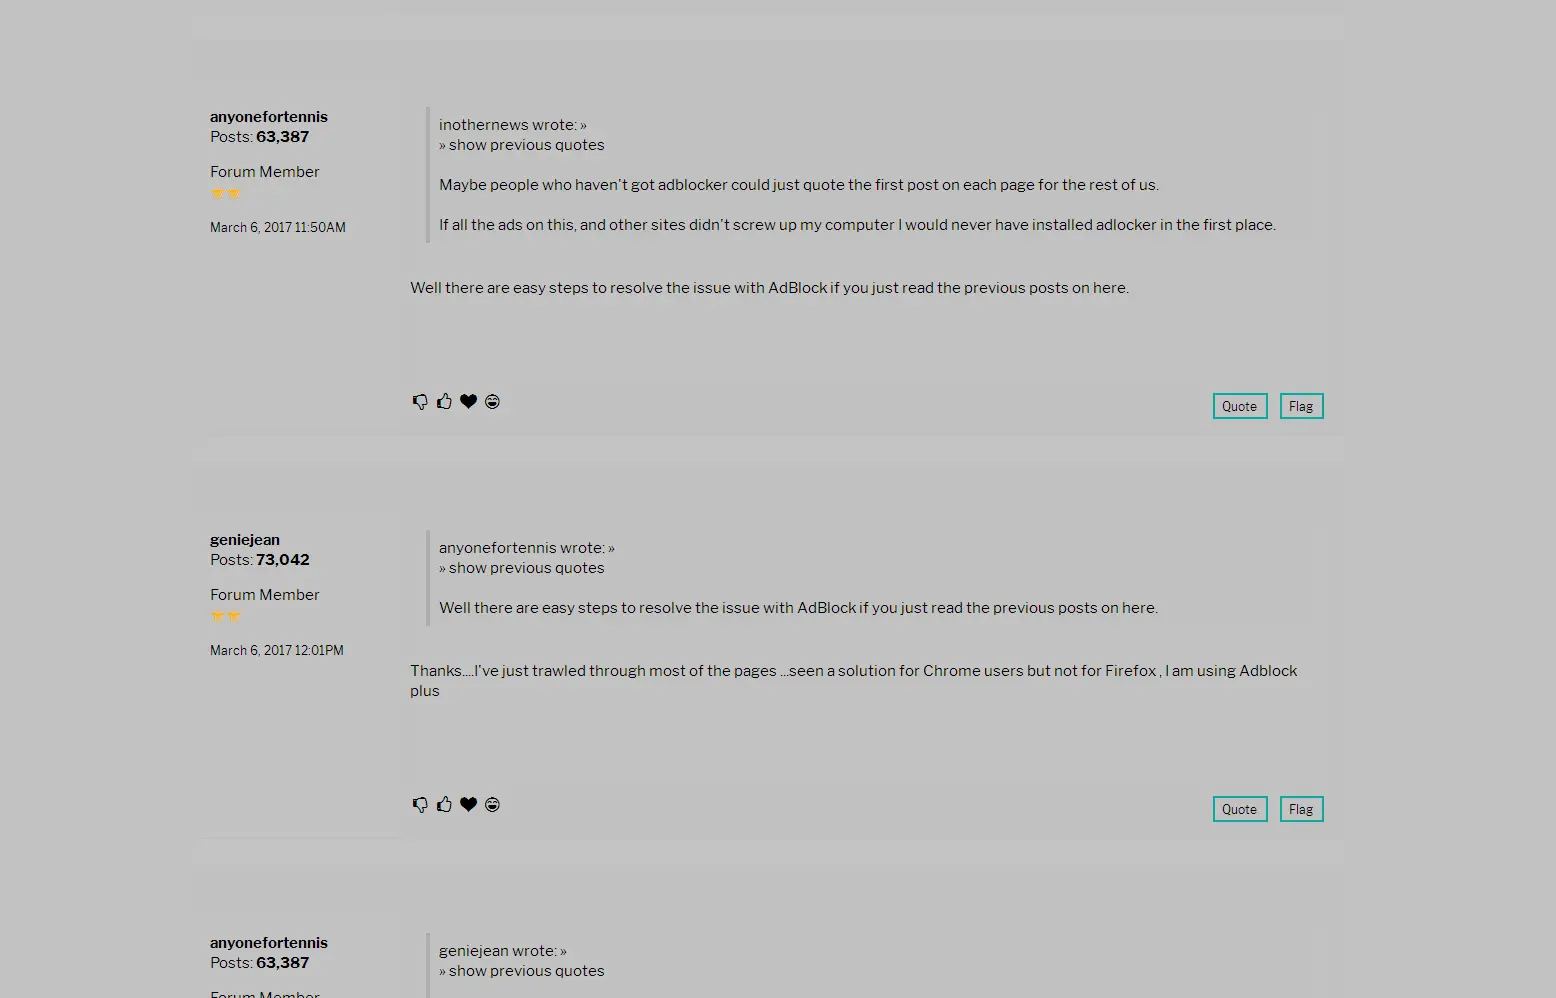 anyonefortennis
Posts: 63,387
Forum Member
March 6, 2017 11:50AM
inothernews wrote: »
» show previous quotes
Maybe people who haven't got adblocker could just quote the first post on each page for the rest of us.
If all the ads on this, and other sites didn't screw up my computer I would never have installed adlocker in the first place.
Well there are easy steps to resolve the issue with AdBlock if you just read the previous posts on here.
Quote
Flag
geniejean
Posts: 73,042
Forum Member
March 6, 2017 12:01PM
anyonefortennis wrote: »
» show previous quotes
Well there are easy steps to resolve the issue with AdBlock if you just read the previous posts on here.
Thanks....I've just trawled through most of the pages ...seen a solution for Chrome users but not for Firefox , I am using Adblock
plus
Quote
Flag
anyonefortennis
Posts: 63,387
Forum Member
geniejean wrote: »
» show previous quotes